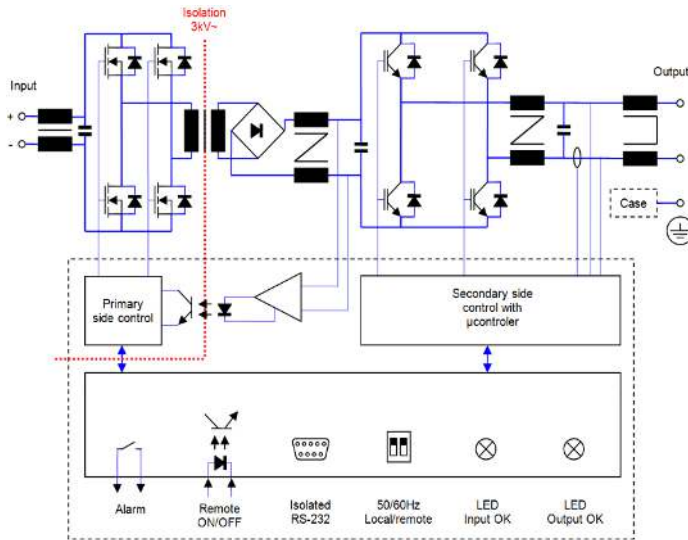 Isolation
3kV~
Input
Output
+
-
Case
Primary
side control
Secondary side
control with
µcontroler
Alarm
Remote
ON/OFF
Isolated
RS-232
50/60Hz
Local/remote
LED
Input OK
LED
Output OK